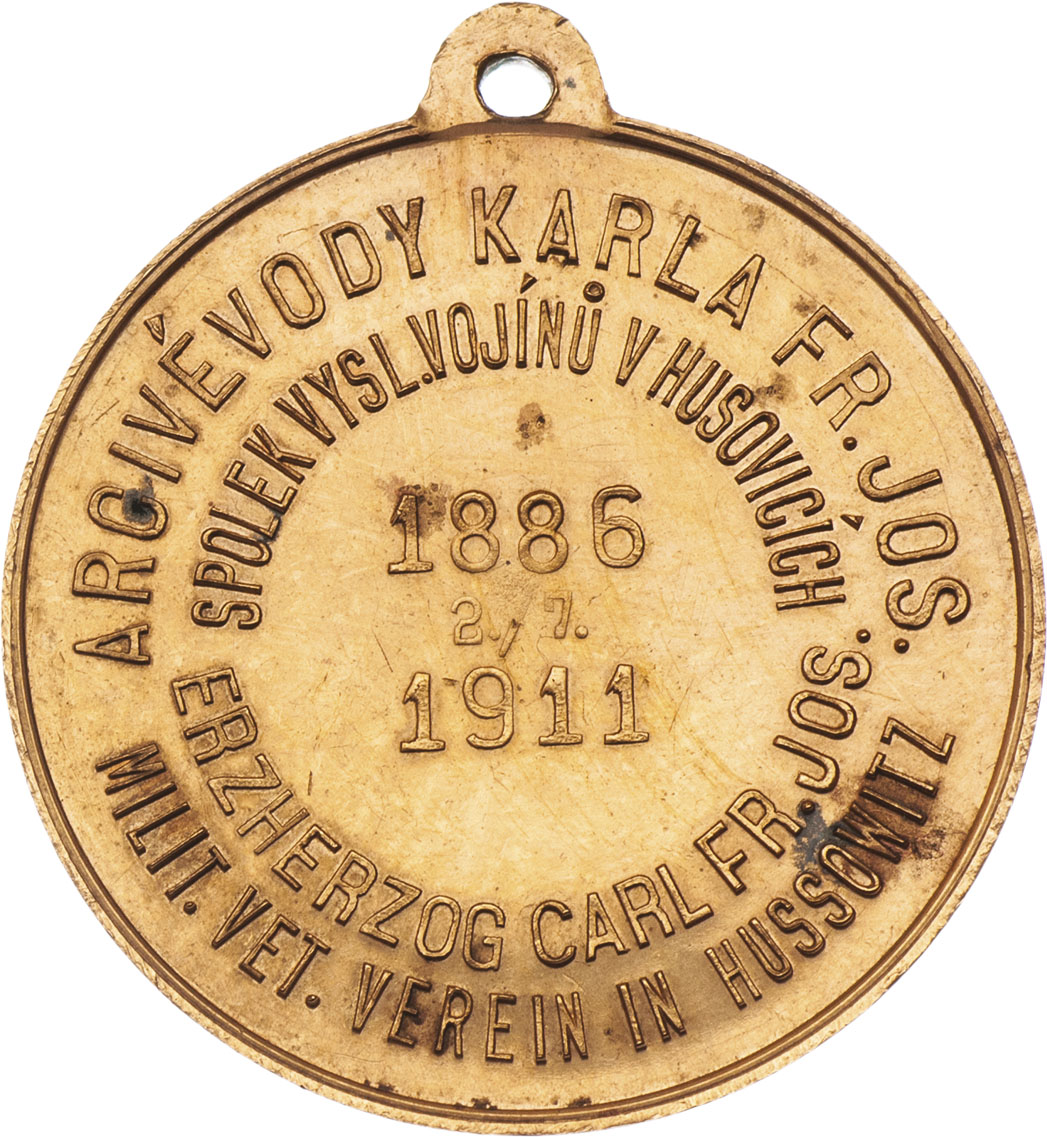 ARCIVÉVODY KARLA FR. JOS.
SPOLEK VYSL. VOJÍNŮ V HUSOVICÍCH
1886
2./7.
1911
ERZHERZOG CARL FR. JOS.
MILIT. VET. VEREIN IN HUSSOWITZ